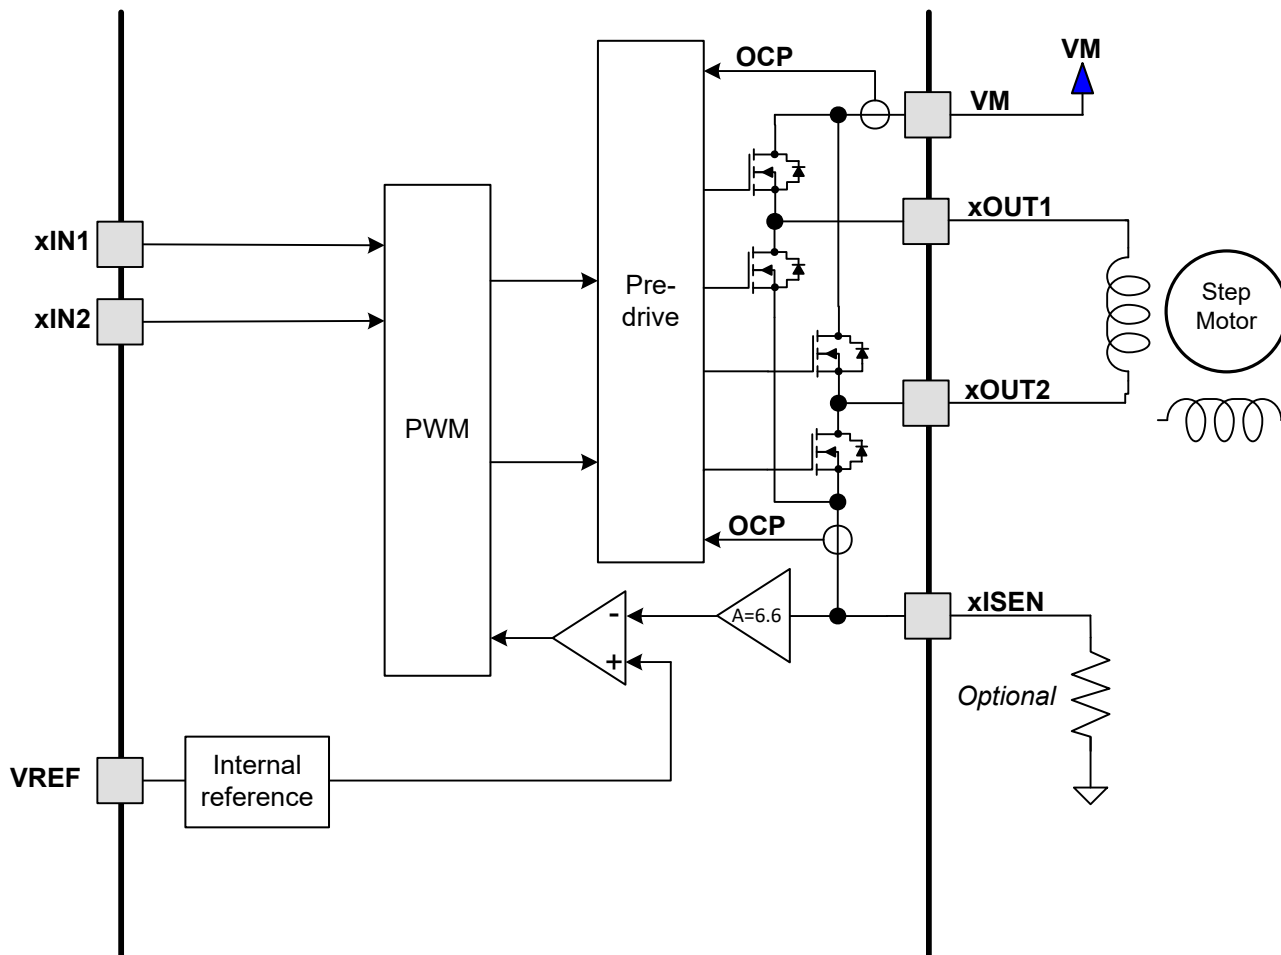 VM
OCP
VM
xOUT1
xIN1
xIN2
Pre-
drive
Step
Motor
xOUT2
PWM
OCP
xISEN
A=6.6
-
+
Optional
VREF
Internal
reference